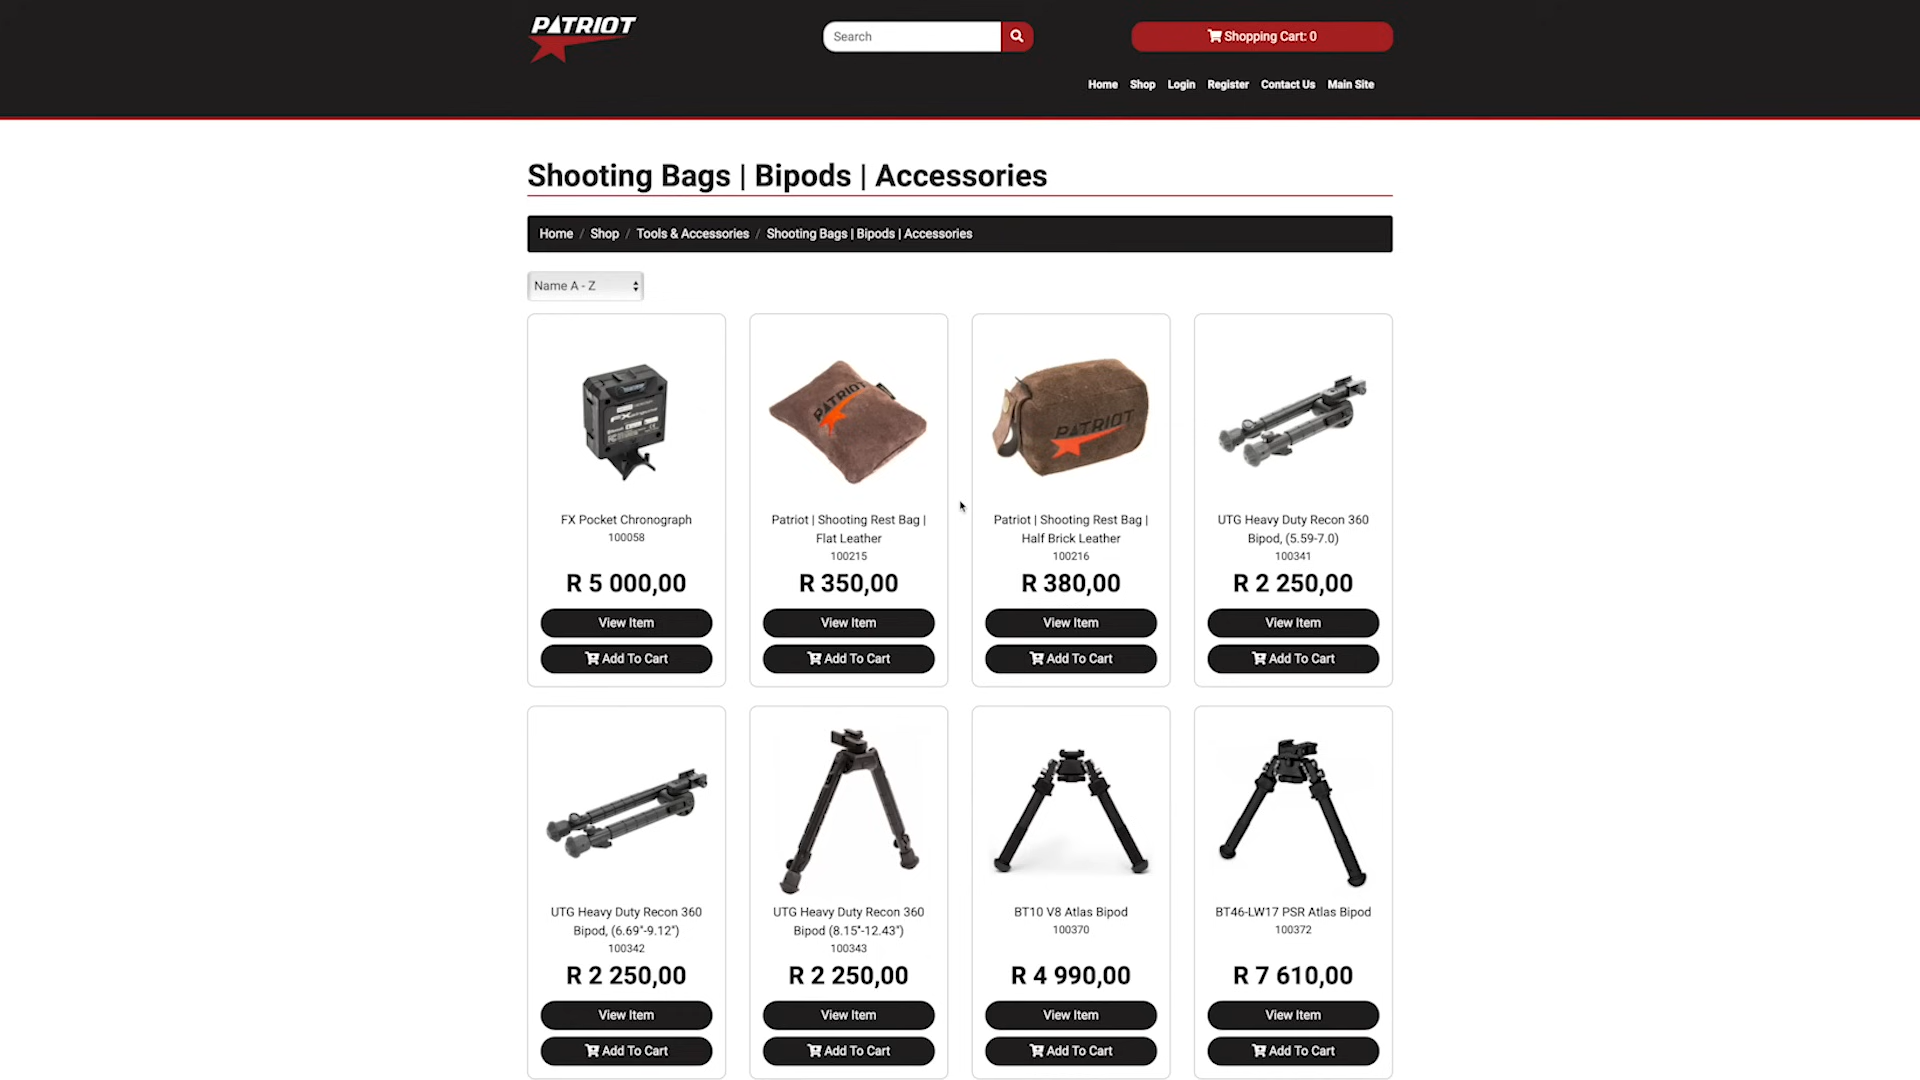 PATRIOT
Search
Shopping Cart: 0
Home Shop Login Register Contact Us Main Site
Shooting Bags | Bipods | Accessories
Home / Shop / Tools & Accessories / Shooting Bags | Bipods | Accessories
Name A - Z
PATRIOT
PATRIOT
FX Pocket Chronograph
100058
R 5 000,00
View Item
Add To Cart
Patriot | Shooting Rest Bag |
Flat Leather
100215
R 350,00
View Item
Add To Cart
Patriot | Shooting Rest Bag |
Half Brick Leather
100216
R 380,00
View Item
Add To Cart
UTG Heavy Duty Recon 360
Bipod, (5.59-7.0)
100341
R 2 250,00
View Item
Add To Cart
UTG Heavy Duty Recon 360
Bipod, (6.69"-9.12")
100342
R 2 250,00
View Item
Add To Cart
UTG Heavy Duty Recon 360
Bipod (8.15"-12.43")
100343
R 2 250,00
View Item
Add To Cart
BT10 V8 Atlas Bipod
100370
R 4 990,00
View Item
Add To Cart
BT46-LW17 PSR Atlas Bipod
100372
R 7 610,00
View Item
Add To Cart